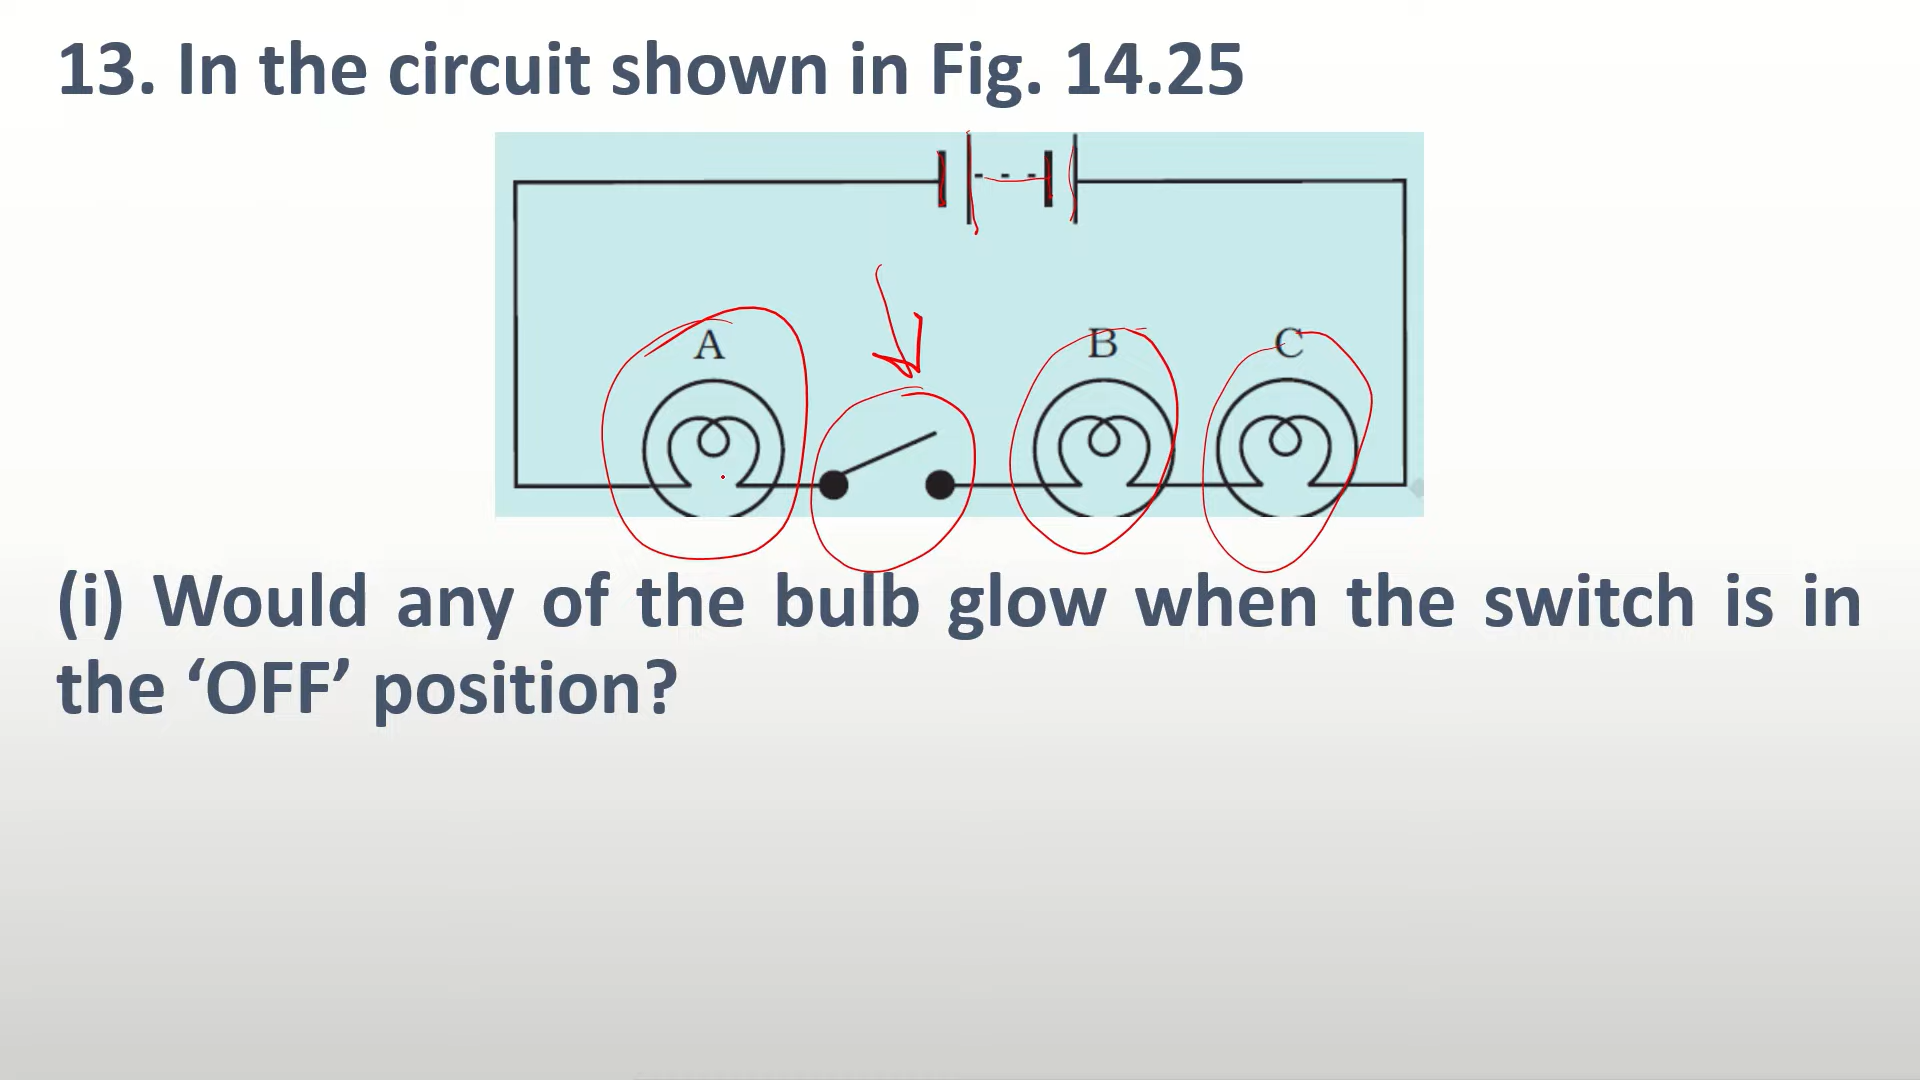 13. In the circuit shown in Fig. 14.25
A
B
C
(i) Would any of the bulb glow when the switch is in
the ‘OFF’ position?